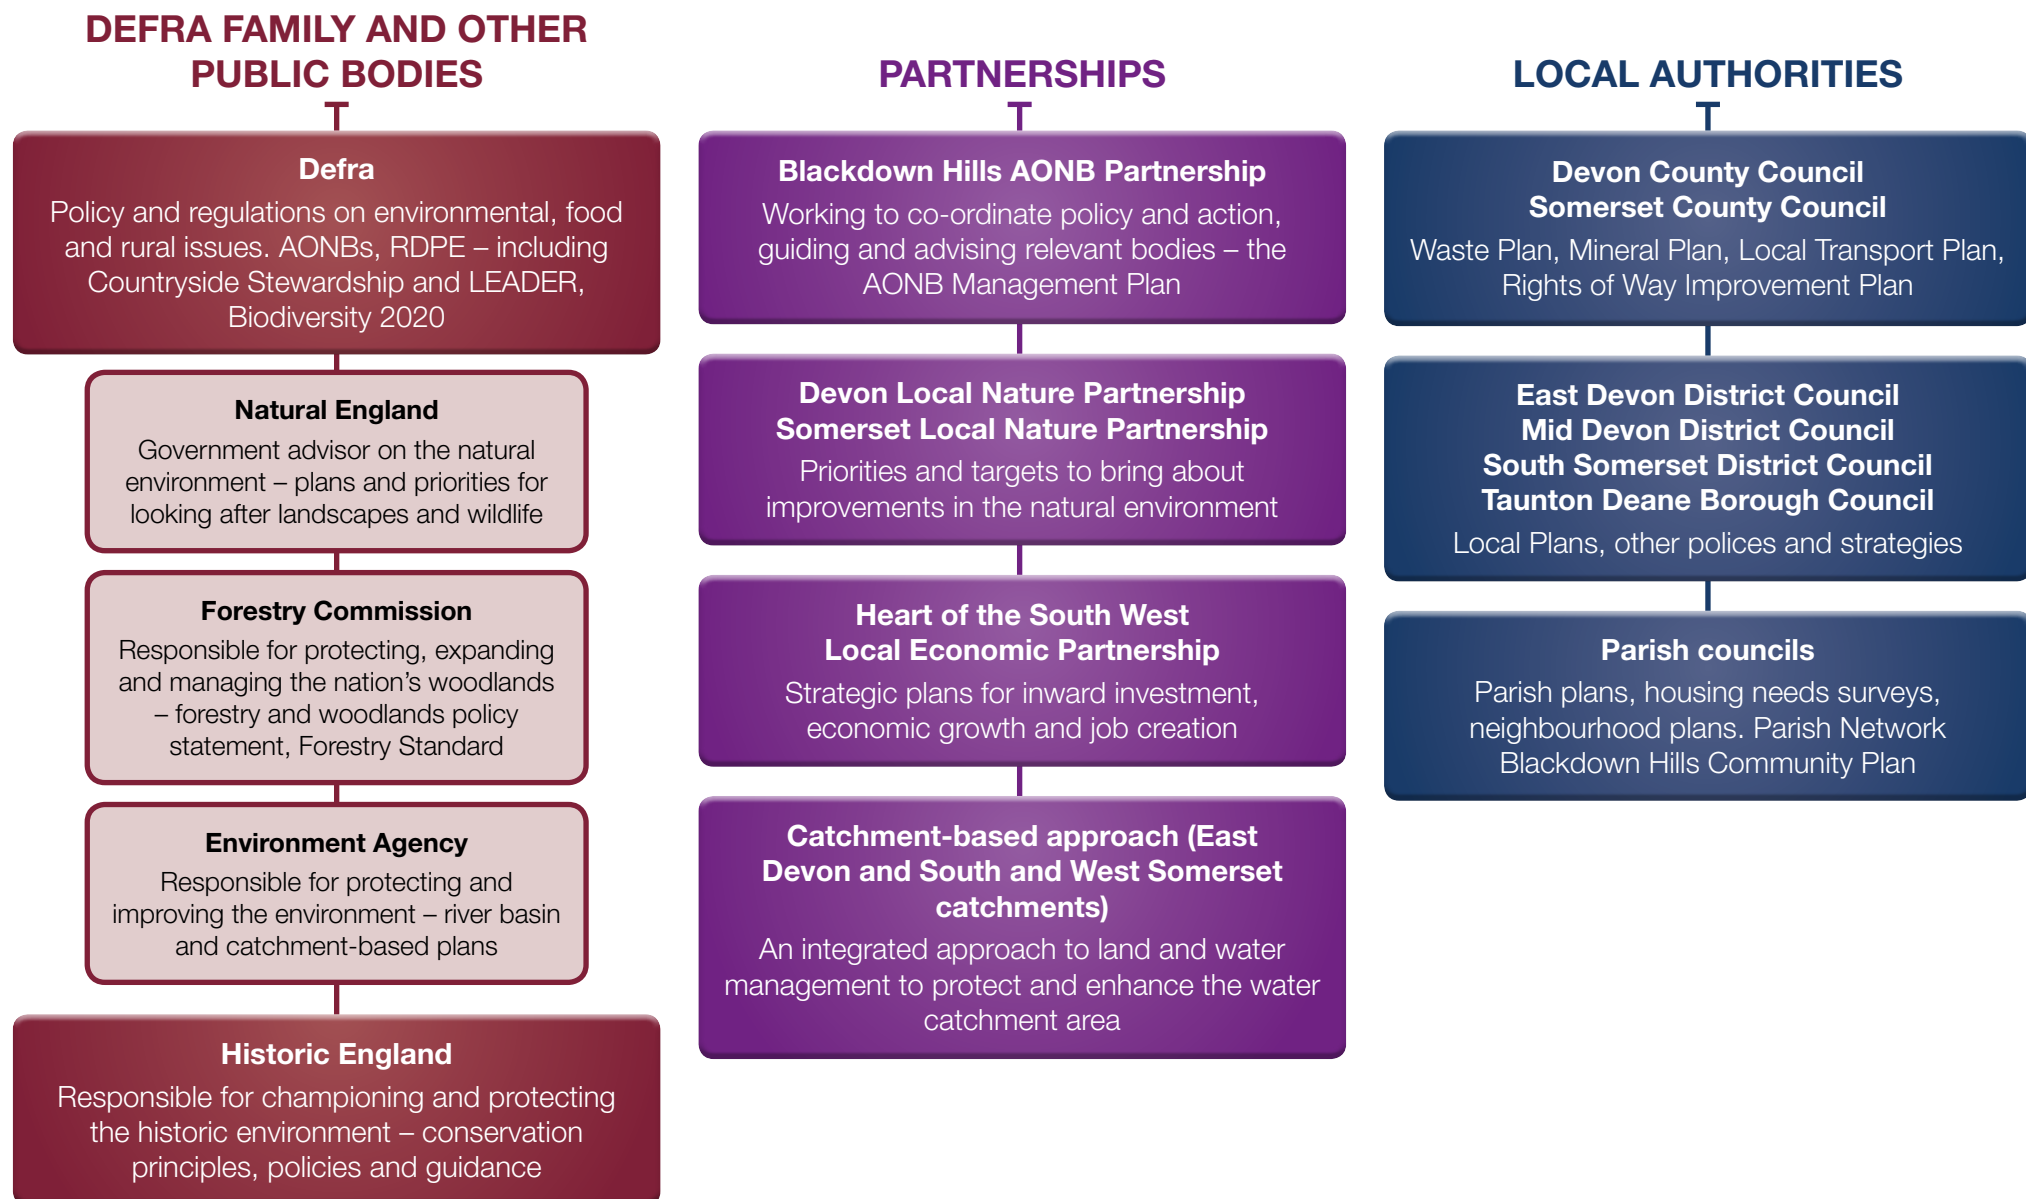 DEFRA FAMILY AND OTHER
PUBLIC BODIES
Defra
Policy and regulations on environmental, food
and rural issues. AONBs, RDPE – including
Countryside Stewardship and LEADER,
Biodiversity 2020
Natural England
Government advisor on the natural
environment – plans and priorities for
looking after landscapes and wildlife
Forestry Commission
Responsible for protecting, expanding
and managing the nation’s woodlands
– forestry and woodlands policy
statement, Forestry Standard
Environment Agency
Responsible for protecting and
improving the environment – river basin
and catchment-based plans
Historic England
Responsible for championing and protecting
the historic environment – conservation
principles, policies and guidance
PARTNERSHIPS
Blackdown Hills AONB Partnership
Working to co-ordinate policy and action,
guiding and advising relevant bodies – the
AONB Management Plan
Devon Local Nature Partnership
Somerset Local Nature Partnership
Priorities and targets to bring about
improvements in the natural environment
Heart of the South West
Local Economic Partnership
Strategic plans for inward investment,
economic growth and job creation
Catchment-based approach (East
Devon and South and West Somerset
catchments)
An integrated approach to land and water
management to protect and enhance the water
catchment area
LOCAL AUTHORITIES
Devon County Council
Somerset County Council
Waste Plan, Mineral Plan, Local Transport Plan,
Rights of Way Improvement Plan
East Devon District Council
Mid Devon District Council
South Somerset District Council
Taunton Deane Borough Council
Local Plans, other polices and strategies
Parish councils
Parish plans, housing needs surveys,
neighbourhood plans. Parish Network
Blackdown Hills Community Plan